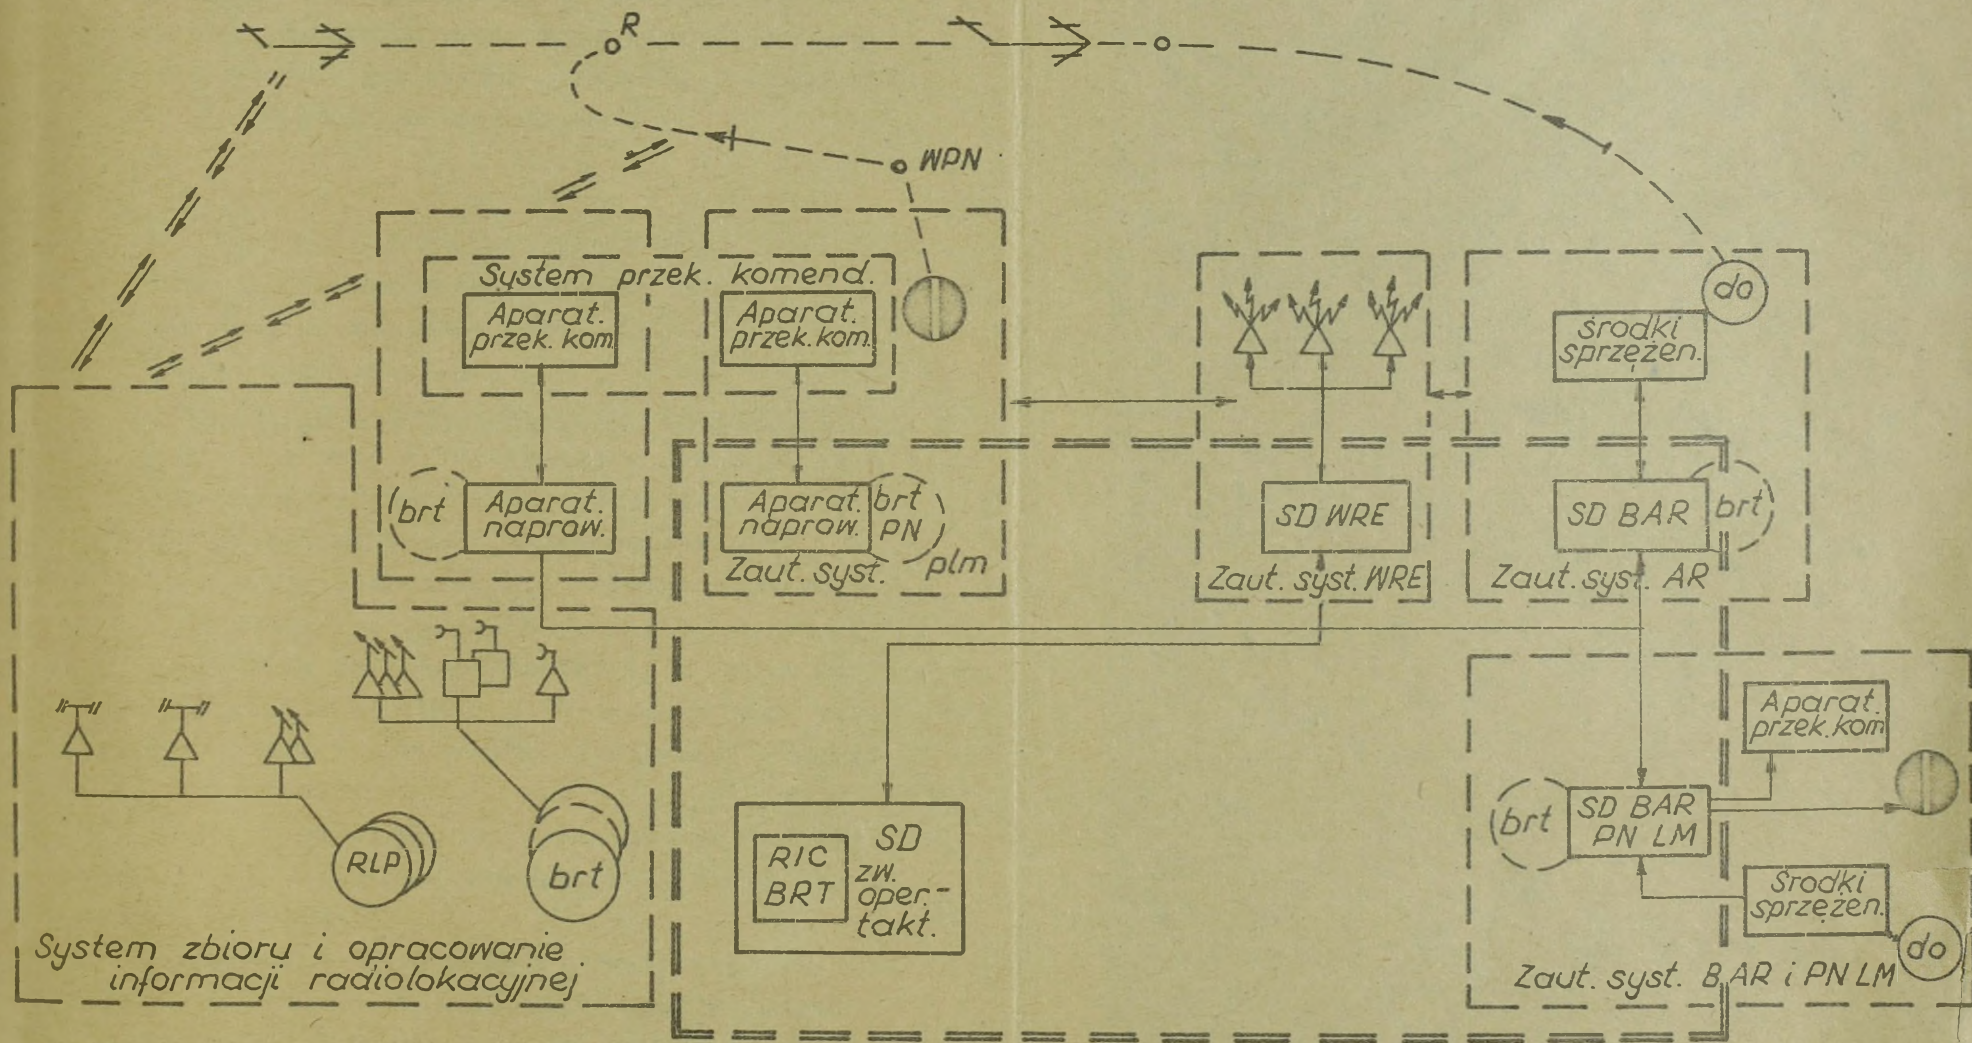 R
WPN
System przek. komend.
Aparat.
przek. kom
Aparat.
przek. kom.
do
środki
sprzężen.
brt
Aparat.
naprow.
Aparat.
naprow.
brt
PN
Zaut. syst. plm
SD WRE
Zaut. syst. WRE
SD BAR
brt
Zaut. syst. AR
Aparat.
przek. kom
brt
SD BAR
PN LM
Środki
sprzężen.
do
Zaut. syst. BAR i PN LM
RLP
brt
RIC
BRT
SD
zw.
oper.-
takt.
System zbioru i opracowanie
informacji radiolokacyjnej